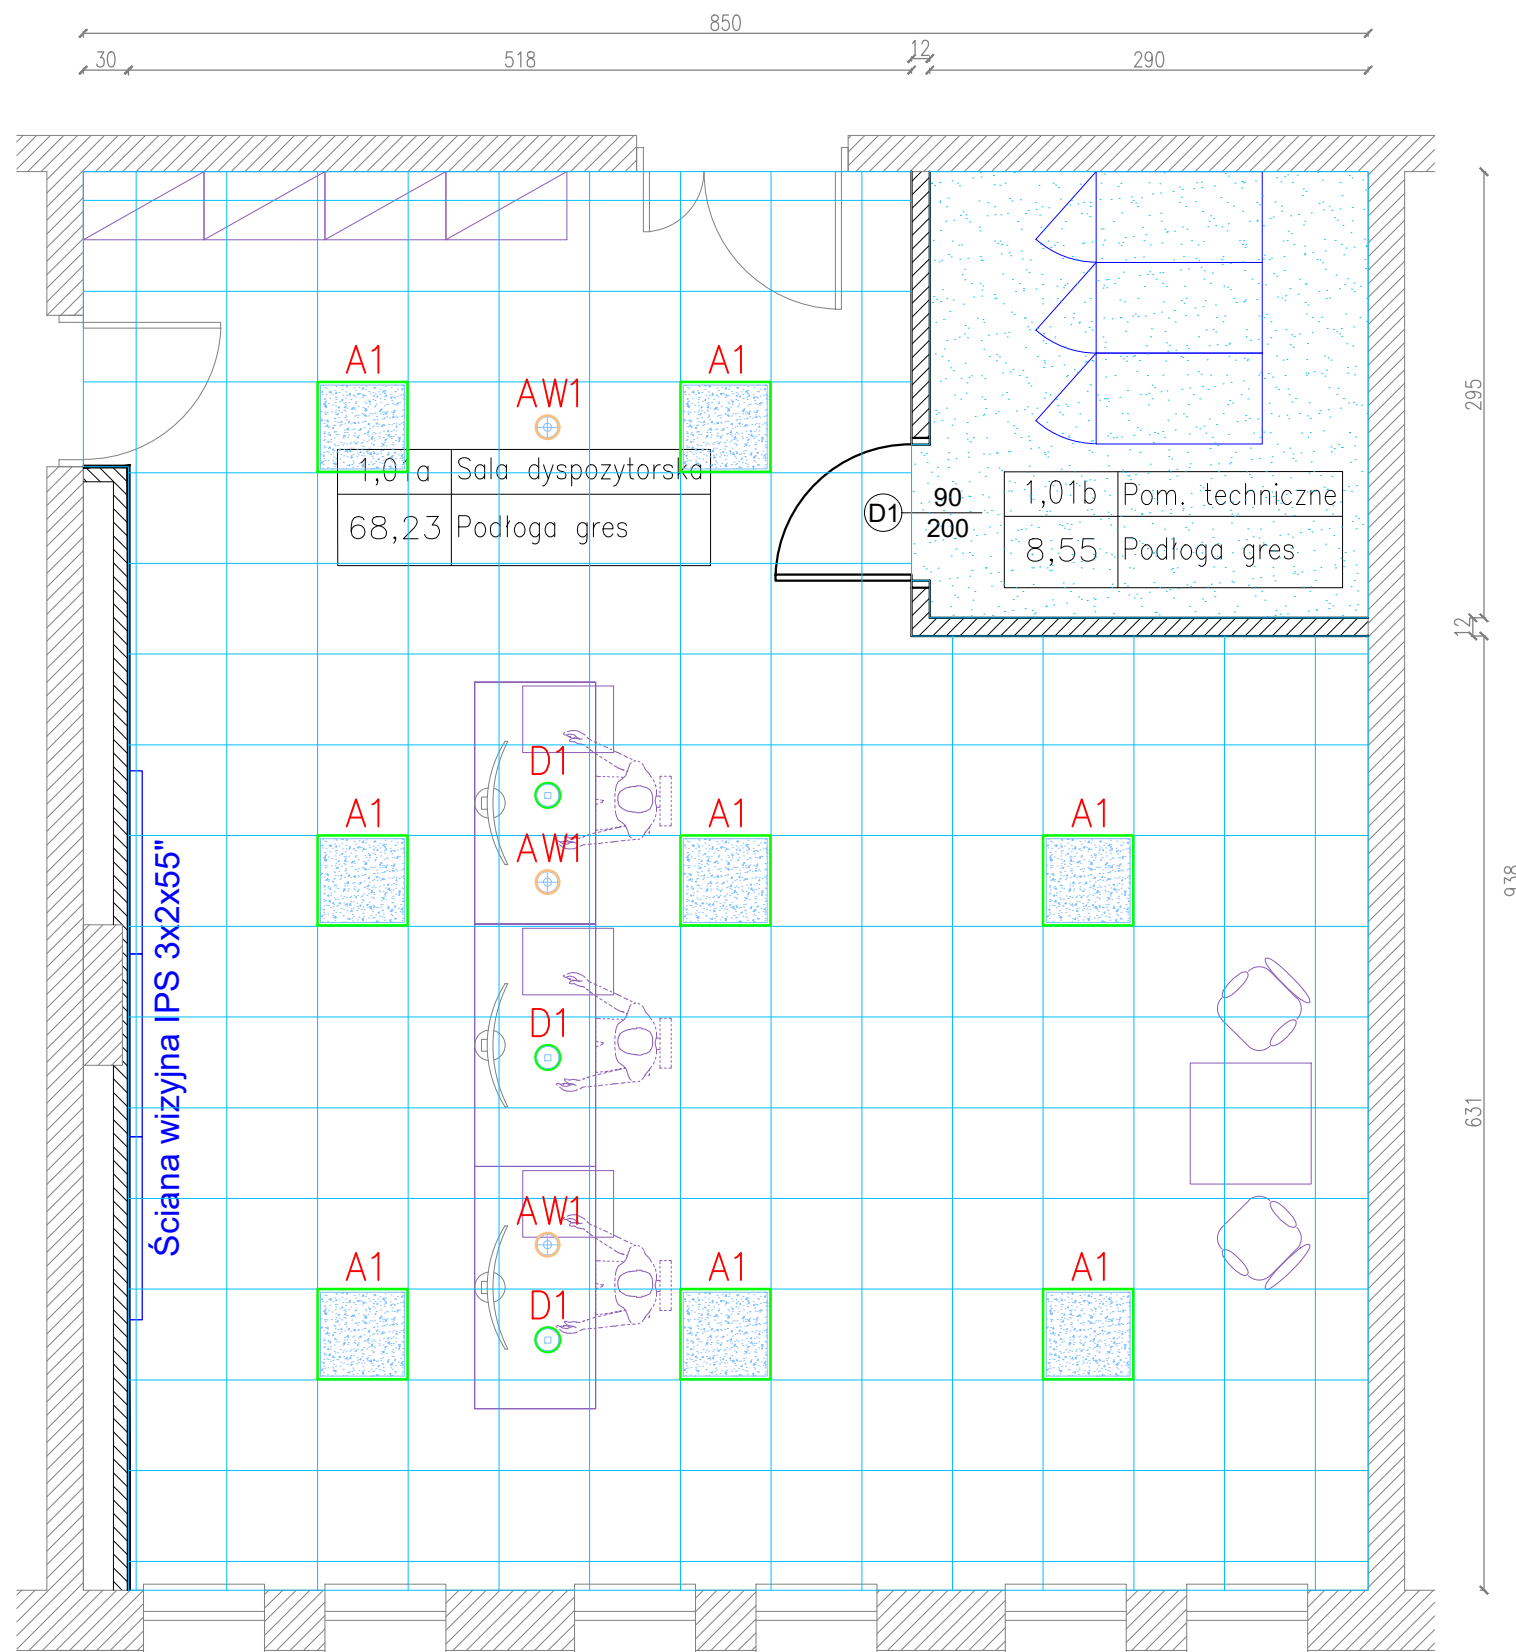 850
30
518
12
290
A1
A1
AW1
1,01a Sala dyspozytorska
68,23 Podłoga gres
D1
90
200
1,01b Pom. techniczne
8,55 Podłoga gres
295
12
D1
A1
AW1
A1
A1
938
Ściana wizyjna IPS 3x2x55"
D1
631
AW1
A1
D1
A1
A1